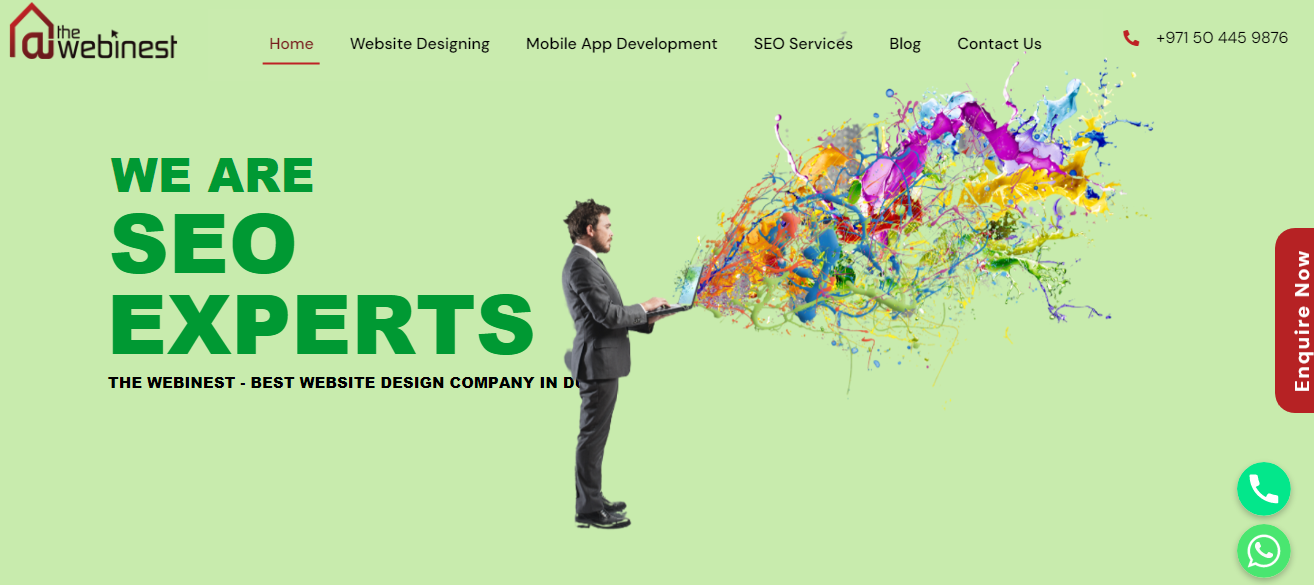 the
webinest
Home
Website Designing
Mobile App Development
SEO Services
Blog
Contact Us
+971 50 445 9876
WE ARE
SEO
EXPERTS
THE WEBINEST - BEST WEBSITE DESIGN COMPANY IN
Enquire Now